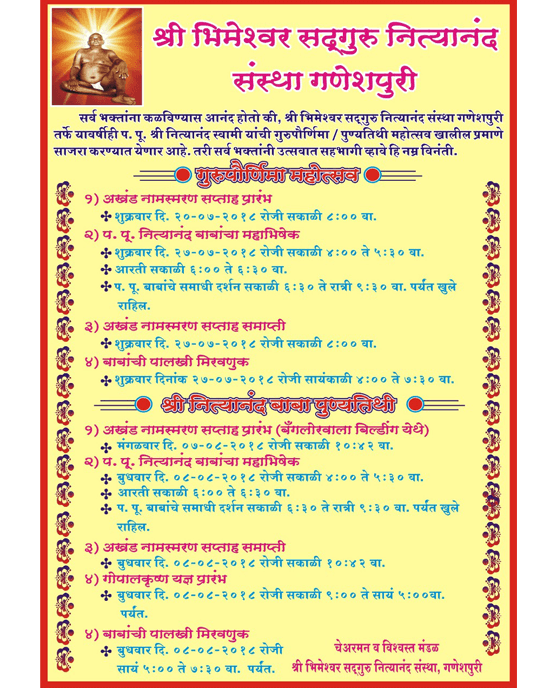 श्री भिमेश्वर सद्‌गुरु नित्यानंद
संस्था गणेशपुरी
सर्व भक्तांना कळविण्यास आनंद होतो की, श्री भिमेश्वर सद्‌गुरु नित्यानंद संस्था गणेशपुरी
तर्फे यावर्षीही प. पू. श्री नित्यानंद स्वामी यांची गुरुपौर्णिमा / पुण्यतिथी महोत्सव खालील प्रमाणे
साजरा करण्यात येणार आहे. तरी सर्व भक्तांनी उत्सवात सहभागी व्हावे हि नम्र विनंती.
गुरुपौर्णिमा महोत्सव
१) अखंड नामस्मरण सप्ताह प्रारंभ
शुक्रवार दि. २०-०७-२०१८ रोजी सकाळी ८:०० वा.
२) प. पू. नित्यानंद बाबांचा महाभिषेक
शुक्रवार दि. २७-०७-२०१८ रोजी सकाळी ४:०० ते ५:३० वा.
आरती सकाळी ६:०० ते ६:३० वा.
प. पू. बाबांचे समाधी दर्शन सकाळी ६:३० ते रात्री ९:३० वा. पर्यंत खुले
राहिल.
३) अखंड नामस्मरण सप्ताह समाप्ती
शुक्रवार दि. २७-०७-२०१८ रोजी सकाळी ८:०० वा.
४) बाबांची पालखी मिरवणुक
शुक्रवार दिनांक २७-०७-२०१८ रोजी सायंकाळी ४:०० ते ७:३० वा.
श्री नित्यानंद बाबा पुण्यतिथी
१) अखंड नामस्मरण सप्ताह प्रारंभ (बँगलोरवाला बिल्डींग येथे)
मंगळवार दि. ०७-०८-२०१८ रोजी सकाळी १०:४२ वा.
२) प. पू. नित्यानंद बाबांचा महाभिषेक
बुधवार दि. ०८-०८-२०१८ रोजी सकाळी ४:०० ते ५:३० वा.
आरती सकाळी ६:०० ते ६:३० वा.
प. पू. बाबांचे समाधी दर्शन सकाळी ६:३० ते रात्री ९:३० वा. पर्यंत खुले
राहिल.
३) अखंड नामस्मरण सप्ताह समाप्ती
बुधवार दि. ०८-०८-२०१८ रोजी सकाळी १०:४२ वा.
४) गोपालकृष्ण यज्ञ प्रारंभ
बुधवार दि. ०८-०८-२०१८ रोजी सकाळी ९:०० ते सायं ५:००वा.
पर्यंत.
४) बाबांची पालखी मिरवणुक
बुधवार दि. ०८-०८-२०१८ रोजी
सायं ५:०० ते ७:३० वा. पर्यंत.
चेअरमन व विश्वस्त मंडळ
श्री भिमेश्वर सद्‌गुरु नित्यानंद संस्था, गणेशपुरी